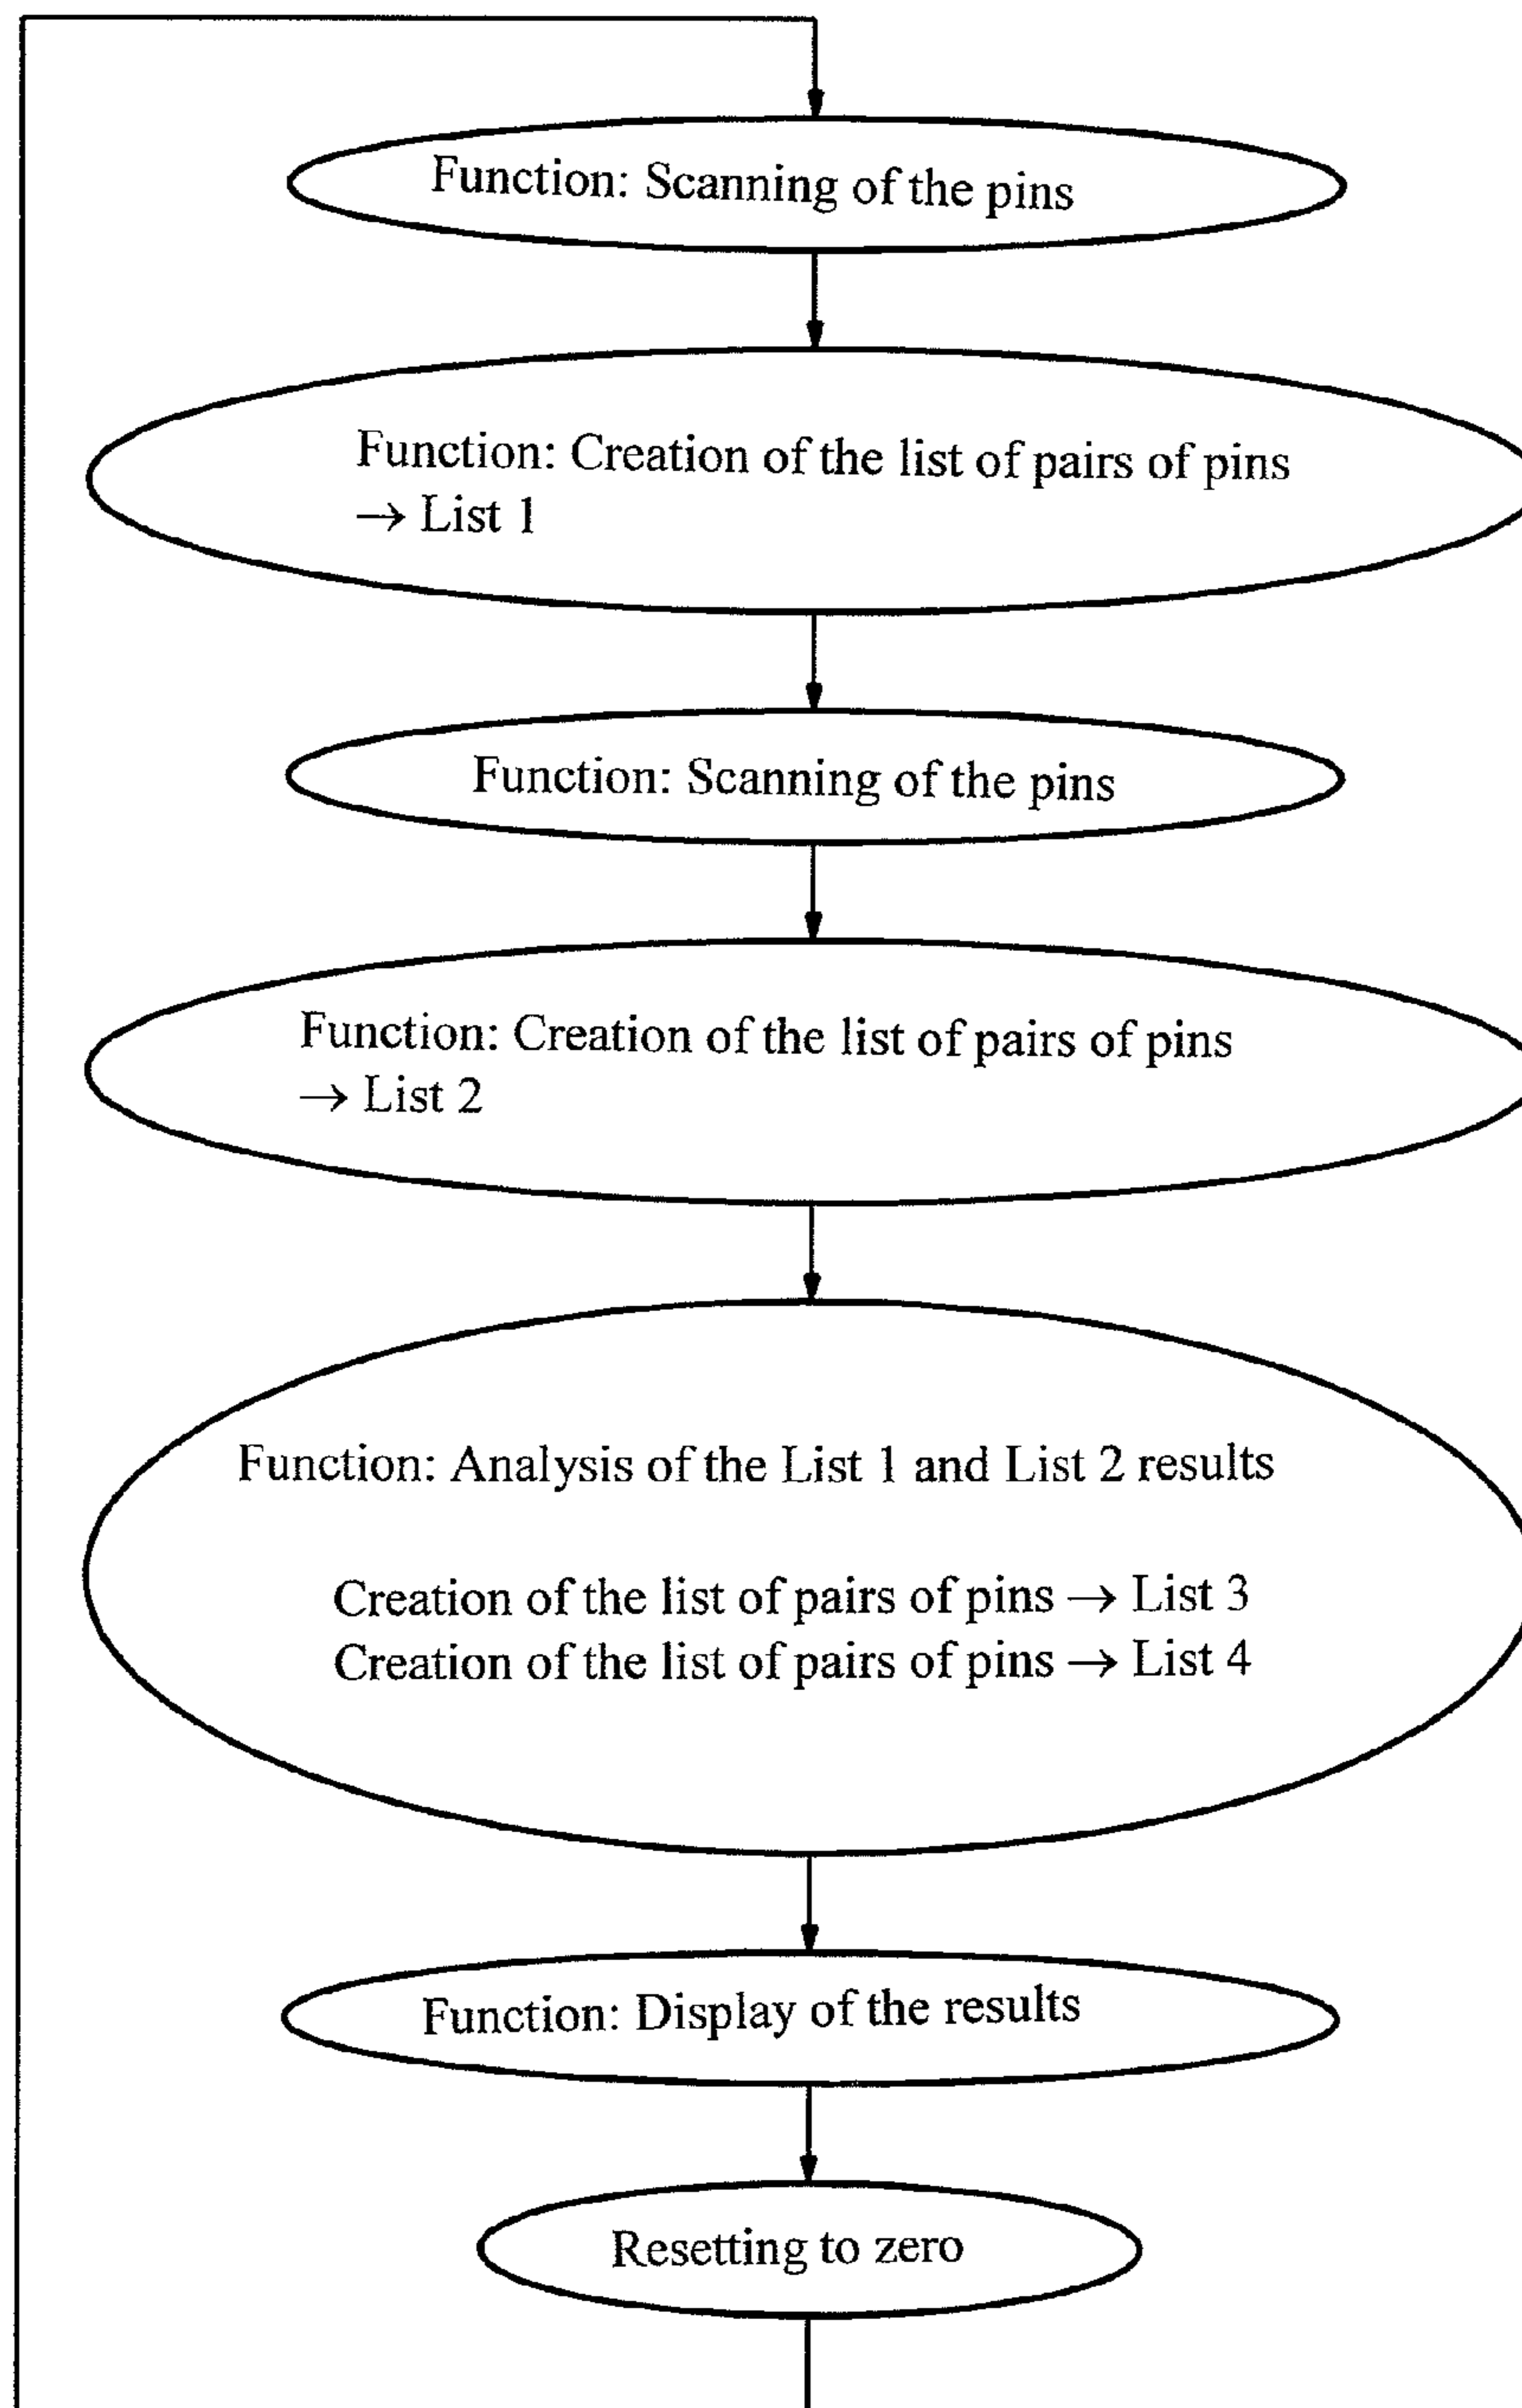 Function: Scanning of the pins
Function: Creation of the list of pairs of pins
→ List 1
Function: Scanning of the pins
Function: Creation of the list of pairs of pins
→ List 2
Function: Analysis of the List 1 and List 2 results
Creation of the list of pairs of pins → List 3
Creation of the list of pairs of pins → List 4
Function: Display of the results
Resetting to zero